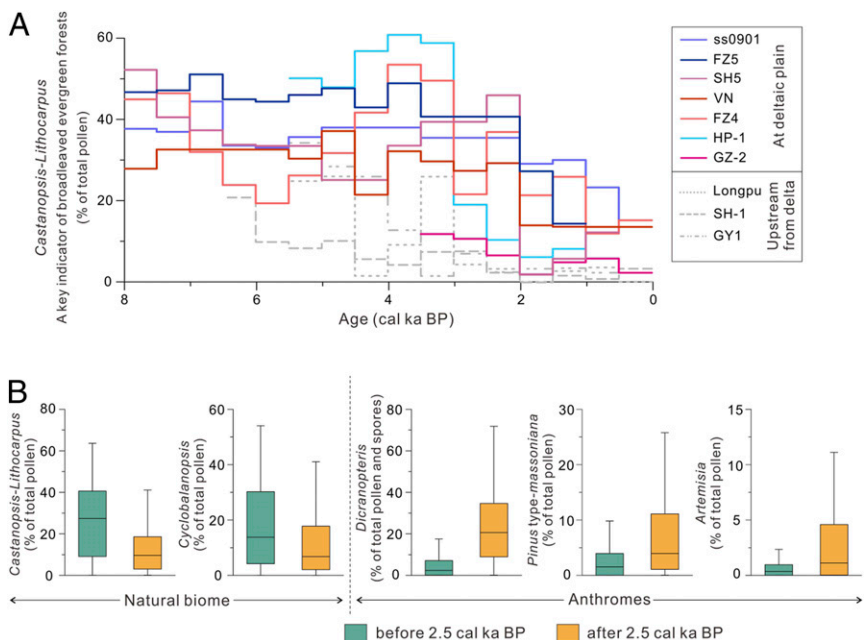 A
Castanopsis-Lithocarpus
A key indicator of broadleaved evergreen forests
(% of total pollen)
60
40
20
0
8
6
4
2
0
Age (cal ka BP)
ss0901
FZ5
SH5
VN
FZ4
HP-1
GZ-2
At deltaic plain
Longpu
SH-1
GY1
Upstream
from delta
B
Castanopsis-Lithocarpus
(% of total pollen)
80
60
40
20
0
Cyclobalanopsis
(% of total pollen)
60
40
20
0
Dicranopteris
(% of total pollen and spores)
80
60
40
20
0
Pinus type-massoniana
(% of total pollen)
30
20
10
0
Artemisia
(% of total pollen)
15
10
5
0
Natural biome
Anthromes
before 2.5 cal ka BP
after 2.5 cal ka BP